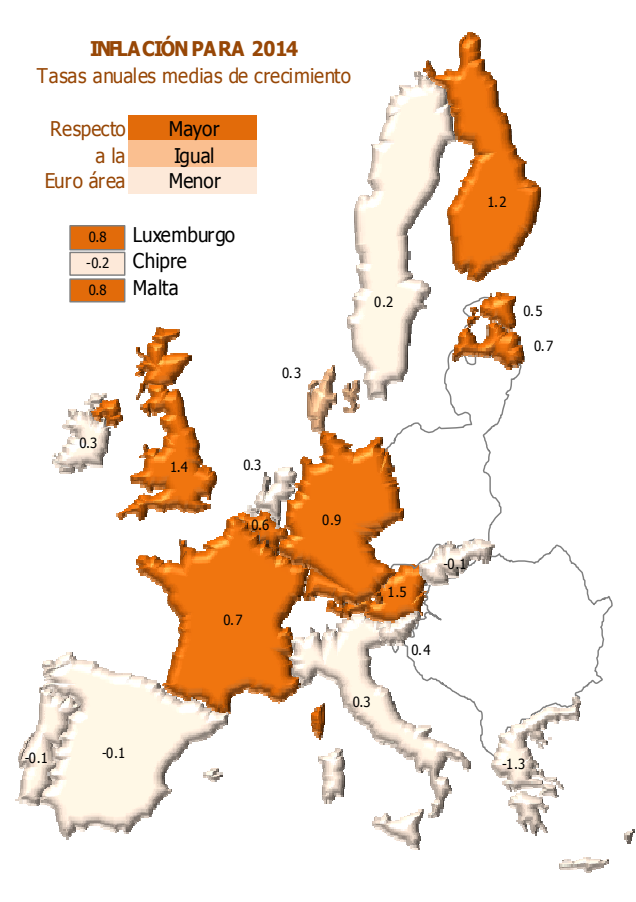 INFLACIÓN PARA 2014
Tasas anuales medias de crecimiento
Respecto Mayor
a la Igual
Euro área Menor
0.8 Luxemburgo
-0.2 Chipre
0.8 Malta
1.2
0.2
0.5
0.7
0.3
0.3
1.4
0.3
0.6
0.9
-0.1
1.5
0.7
0.4
0.3
-0.1
-0.1
-1.3